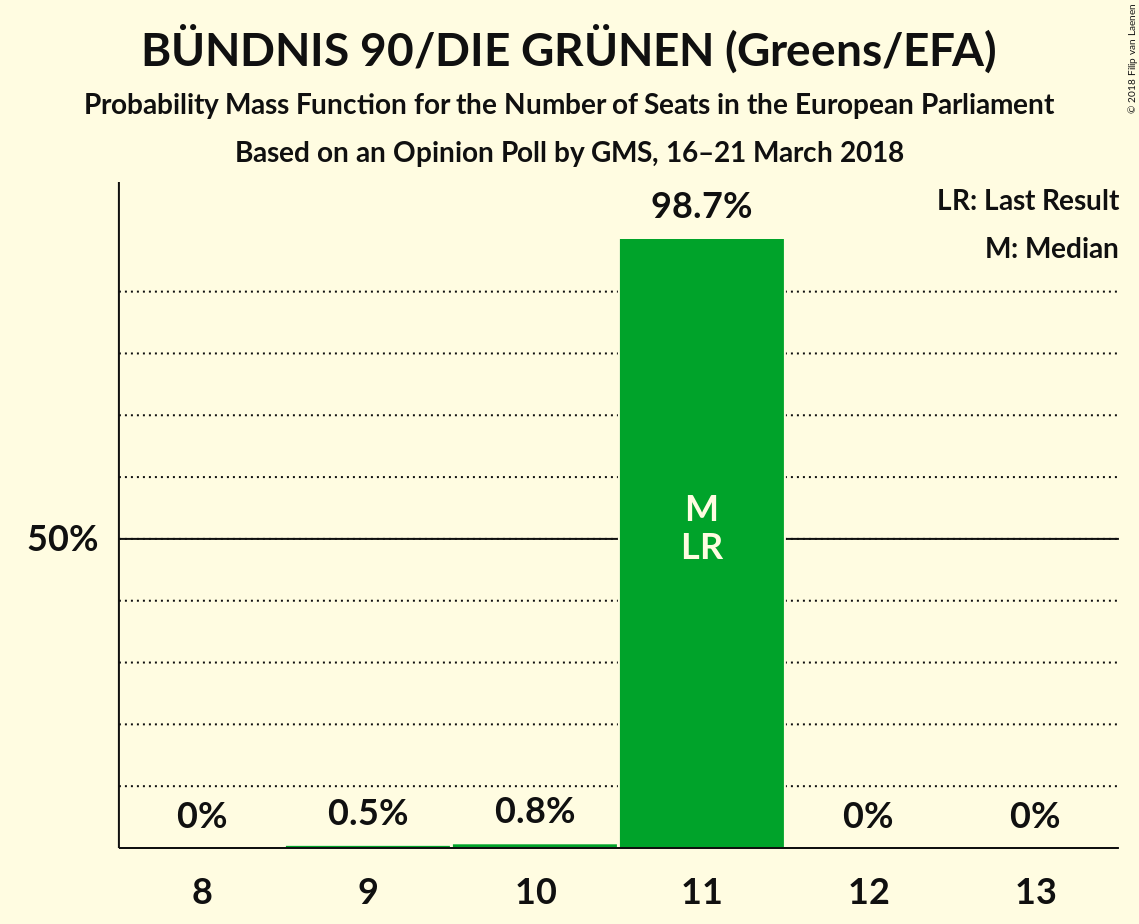 BÜNDNIS 90/DIE GRÜNEN (Greens/EFA)
Probability Mass Function for the Number of Seats in the European Parliament
Based on an Opinion Poll by GMS, 16–21 March 2018
© 2018 Filip van Laenen
LR: Last Result
M: Median
98.7%
M
LR
50%
0%
0.5%
0.8%
0%
0%
8
9
10
11
12
13